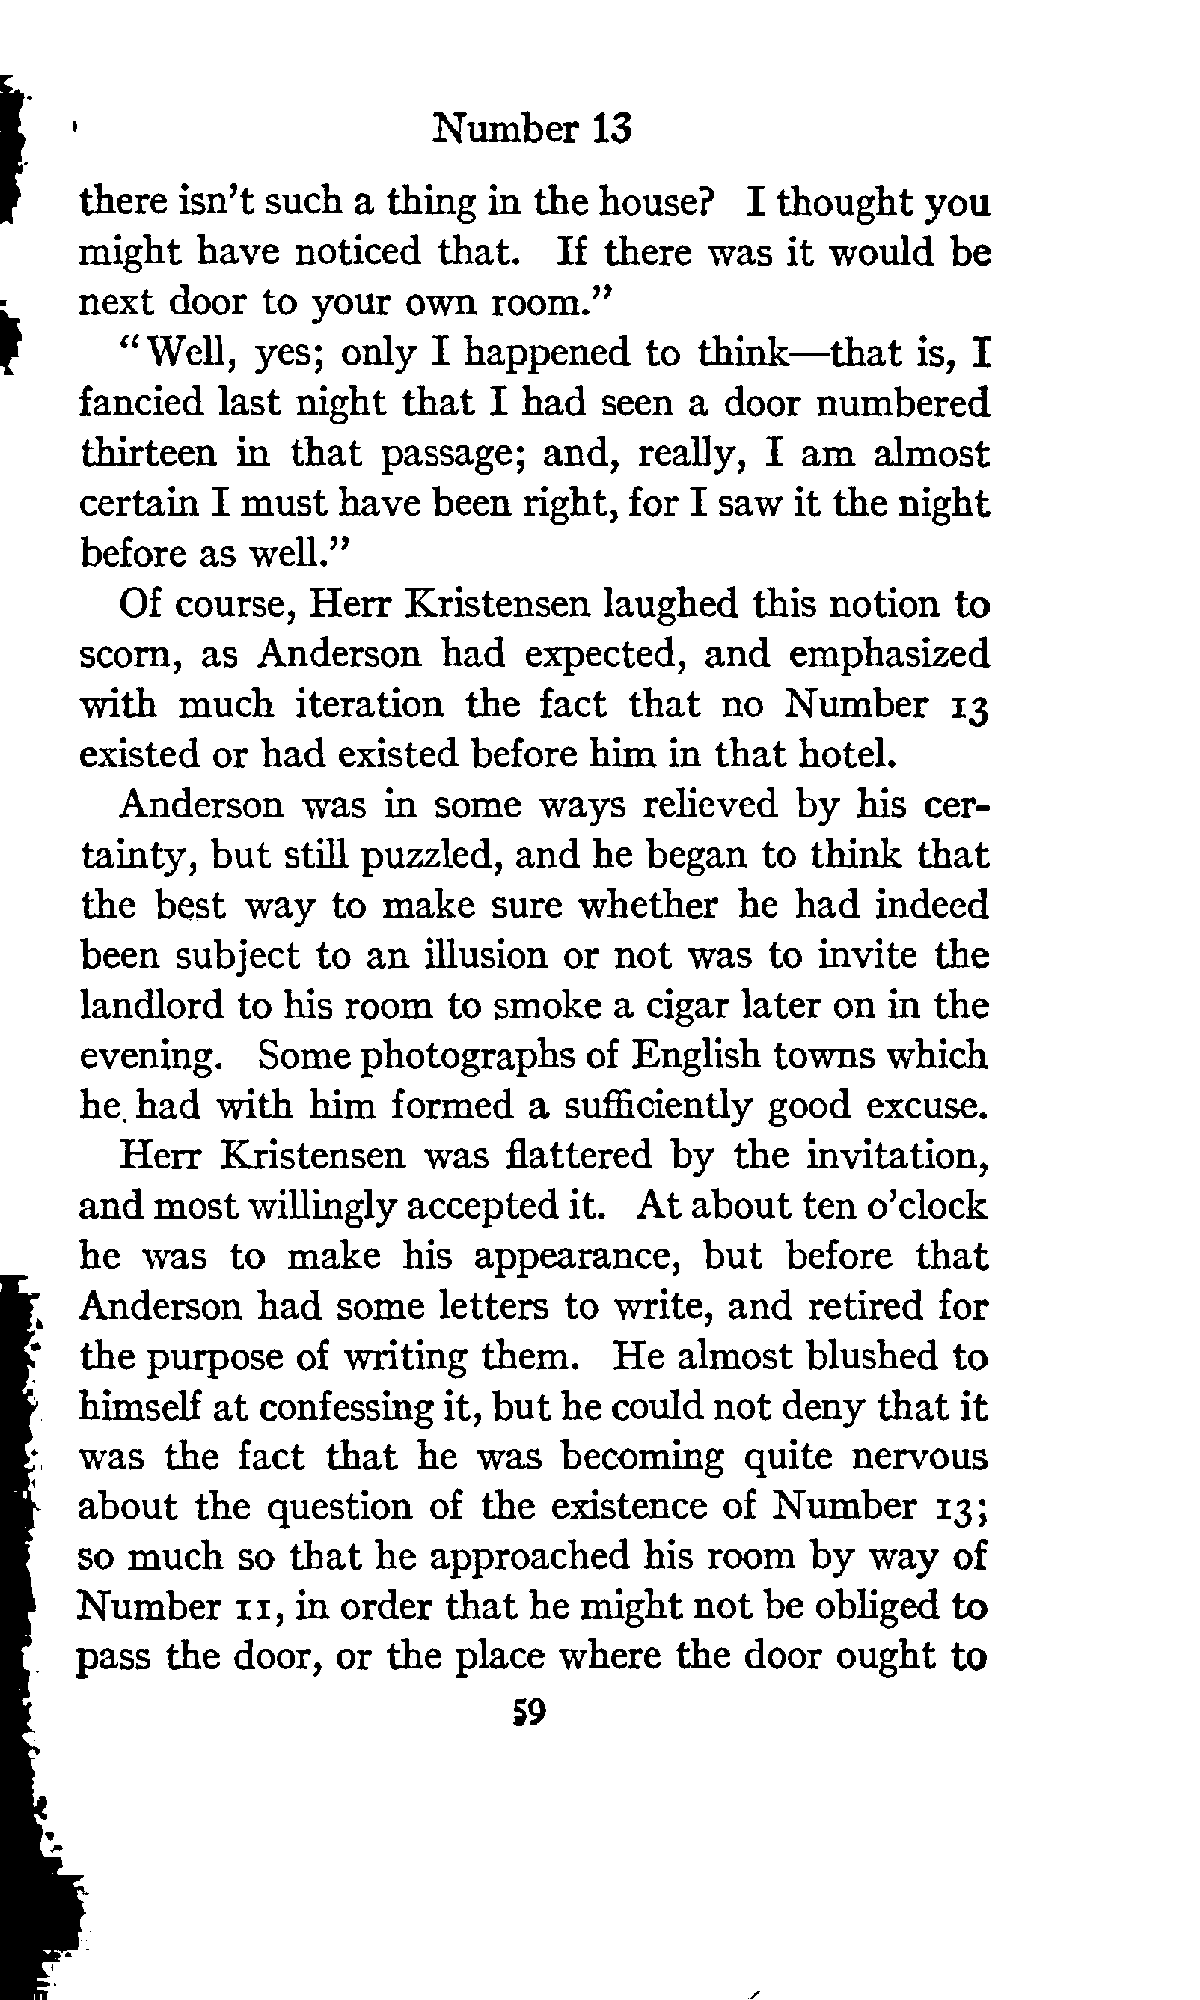 Number 13
there isn't such a thing in the house? I thought you
might have noticed that. If there was it would be
next door to your own room."
"Well, yes; only I happened to think—that is, I
fancied last night that I had seen a door numbered
thirteen in that passage; and, really, I am almost
certain I must have been right, for I saw it the night
before as well."
Of course, Herr Kristensen laughed this notion to
scorn, as Anderson had expected, and emphasized
with much iteration the fact that no Number 13
existed or had existed before him in that hotel.
Anderson was in some ways relieved by his cer-
tainty, but still puzzled, and he began to think that
the best way to make sure whether he had indeed
been subject to an illusion or not was to invite the
landlord to his room to smoke a cigar later on in the
evening. Some photographs of English towns which
he had with him formed a sufficiently good excuse.
Herr Kristensen was flattered by the invitation,
and most willingly accepted it. At about ten o'clock
he was to make his appearance, but before that
Anderson had some letters to write, and retired for
the purpose of writing them. He almost blushed to
himself at confessing it, but he could not deny that it
was the fact that he was becoming quite nervous
about the question of the existence of Number 13;
so much so that he approached his room by way of
Number 11, in order that he might not be obliged to
pass the door, or the place where the door ought to
59